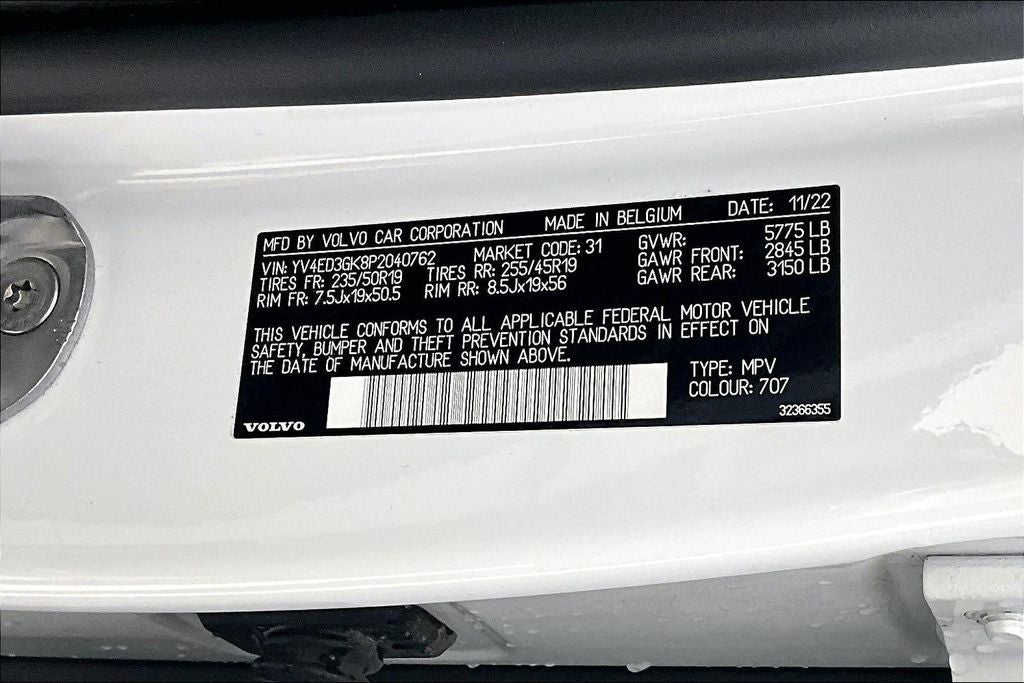 MFD BY VOLVO CAR CORPORATION MADE IN BELGIUM DATE: 11/22
VIN: YV4ED3GK8P2040762 MARKET CODE: 31 GVWR: 5775 LB
TIRES FR: 235/50R19 TIRES RR: 255/45R19 GAWR FRONT: 2845 LB
RIM FR: 7.5Jx19x50.5 RIM RR: 8.5Jx19x56 GAWR REAR: 3150 LB
THIS VEHICLE CONFORMS TO ALL APPLICABLE FEDERAL MOTOR VEHICLE
SAFETY, BUMPER AND THEFT PREVENTION STANDARDS IN EFFECT ON
THE DATE OF MANUFACTURE SHOWN ABOVE.
TYPE: MPV
COLOUR: 707
VOLVO 32366355